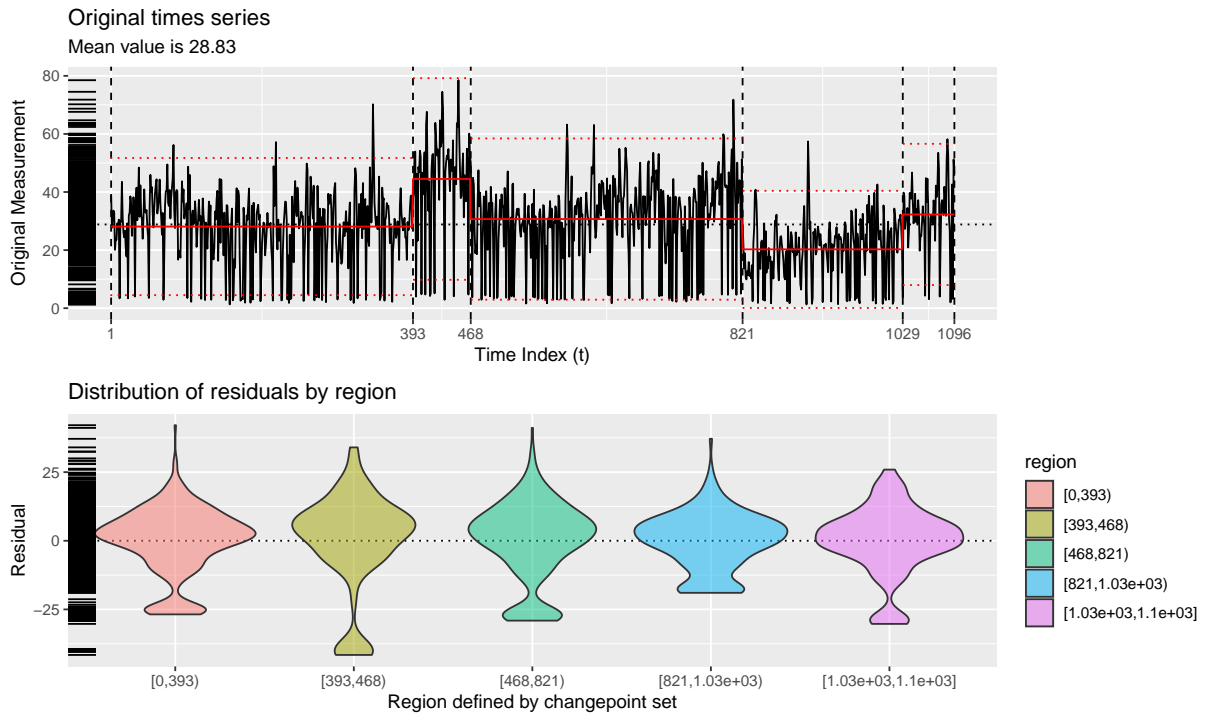 Original times series
Mean value is 28.83
Original Measurement
80
60
40
20
0
1 393 468 821 1029 1096
Time Index (t)
Distribution of residuals by region
Residual
25
0
−25
[0,393) [393,468) [468,821) [821,1.03e+03) [1.03e+03,1.1e+03]
Region defined by changepoint set
region
[0,393)
[393,468)
[468,821)
[821,1.03e+03)
[1.03e+03,1.1e+03]